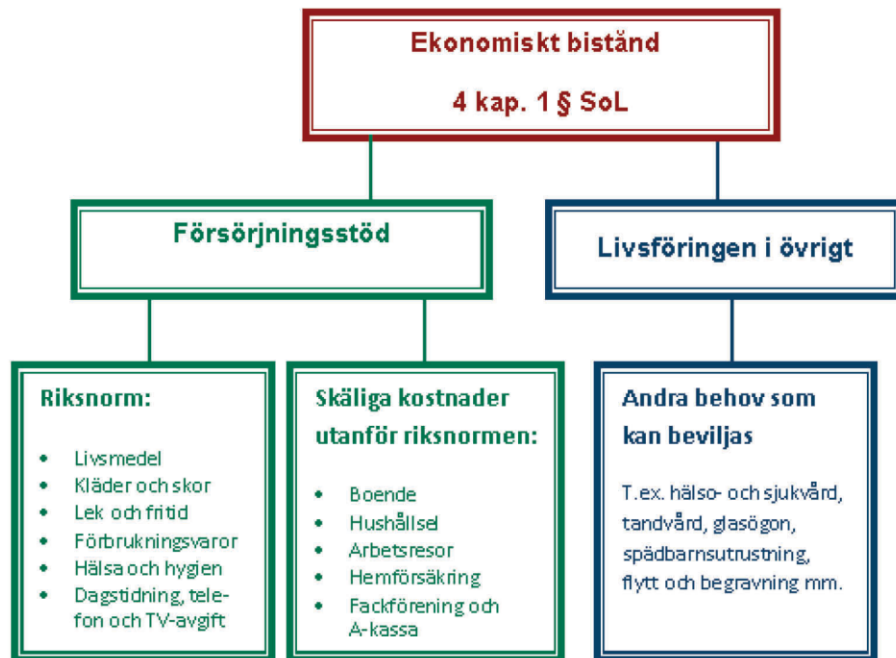 Ekonomiskt bistånd
4 kap. 1 § SoL
Försörjningsstöd
Livsföringen i övrigt
Riksnorm:
• Livsmedel
• Kläder och skor
• Lek och fritid
• Förbrukningsvaror
• Hälsa och hygien
• Dagstidning, tele-
fon och TV-avgift
Skäliga kostnader
utanför riksnormen:
• Boende
• Hushållsel
• Arbetsresor
• Hemförsäkring
• Fackförening och
A-kassa
Andra behov som
kan beviljas
T.ex. hälso- och sjukvård,
tandvård, glasögon,
spädbarnsutrustning,
flytt och begravning mm.